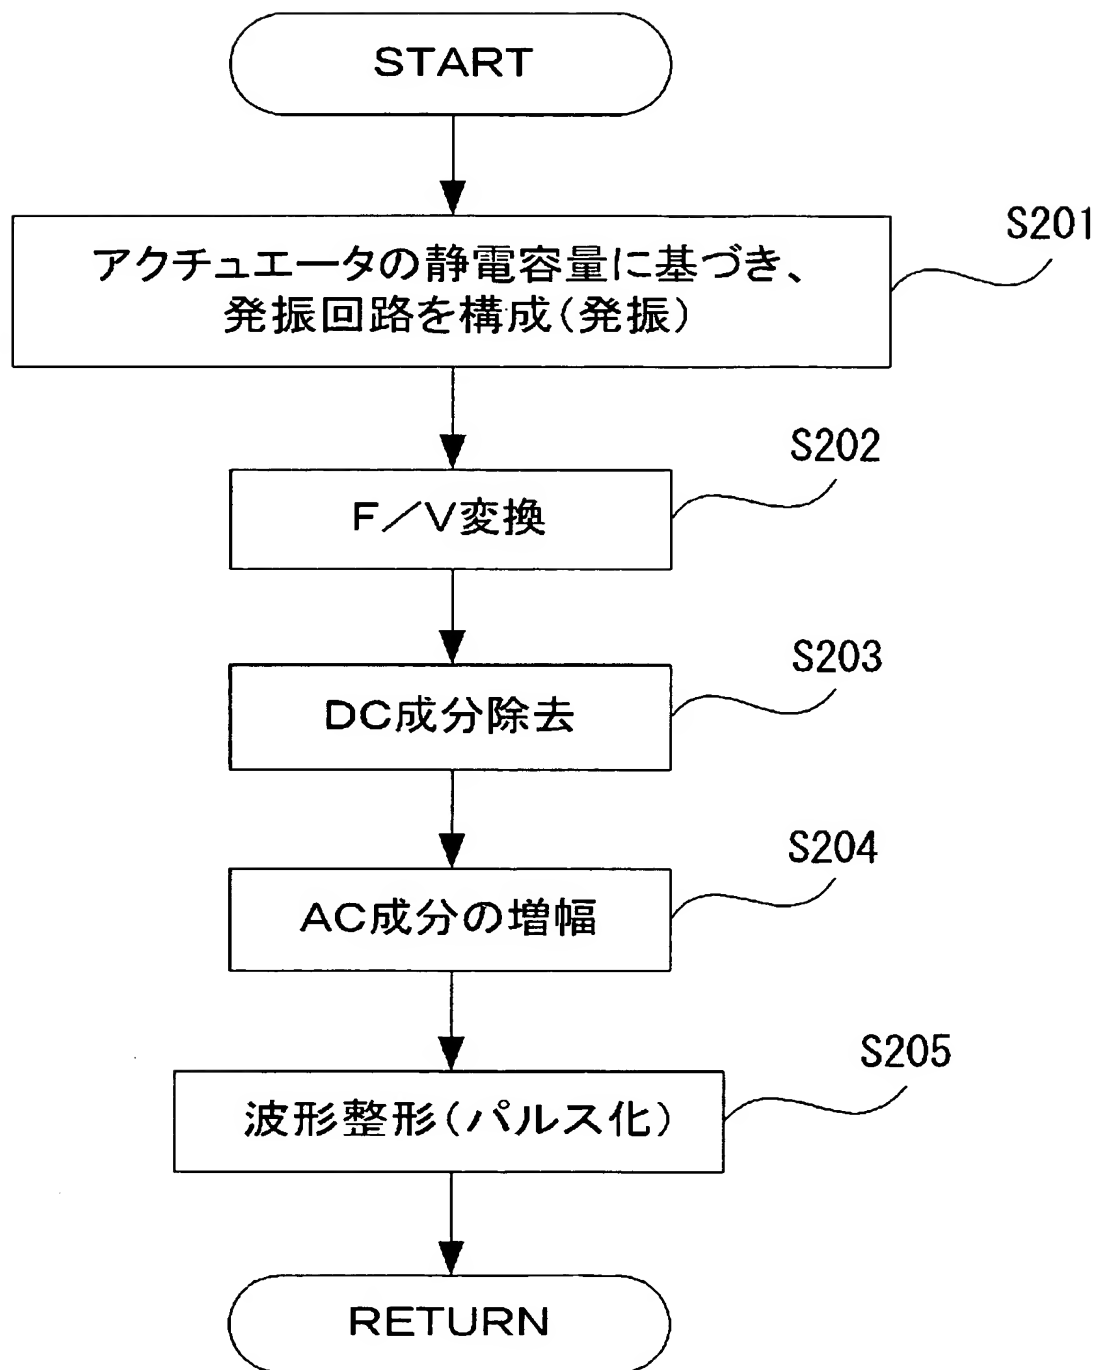 START
S201
アクチュエータの静電容量に基づき、
発振回路を構成(発振)
S202
F/V変換
S203
DC成分除去
S204
AC成分の増幅
S205
波形整形(パルス化)
RETURN